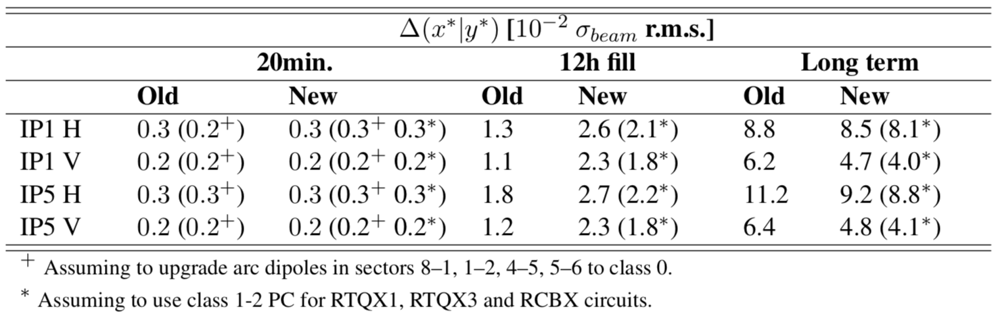 Δ(x*|y*) [10⁻² σ_beam r.m.s.]
20min. 12h fill Long term
Old New Old New Old New
IP1 H 0.3 (0.2⁺) 0.3 (0.3⁺ 0.3*) 1.3 2.6 (2.1*) 8.8 8.5 (8.1*)
IP1 V 0.2 (0.2⁺) 0.2 (0.2⁺ 0.2*) 1.1 2.3 (1.8*) 6.2 4.7 (4.0*)
IP5 H 0.3 (0.3⁺) 0.3 (0.3⁺ 0.3*) 1.8 2.7 (2.2*) 11.2 9.2 (8.8*)
IP5 V 0.2 (0.2⁺) 0.2 (0.2⁺ 0.2*) 1.2 2.3 (1.8*) 6.4 4.8 (4.1*)
⁺ Assuming to upgrade arc dipoles in sectors 8–1, 1–2, 4–5, 5–6 to class 0.
* Assuming to use class 1-2 PC for RTQX1, RTQX3 and RCBX circuits.